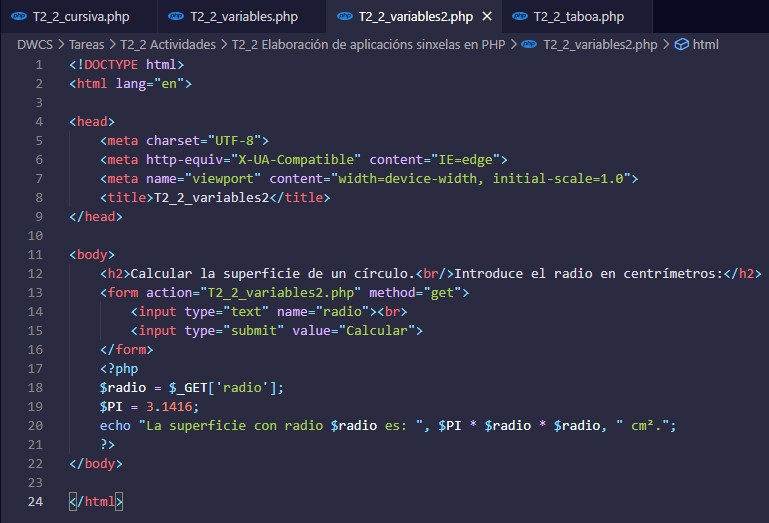 T2_2_cursiva.php T2_2_variables.php T2_2_variables2.php × T2_2_taboa.php
DWCS > Tareas > T2_2 Actividades > T2_2 Elaboración de aplicacións sinxelas en PHP > T2_2_variables2.php > html
1 <!DOCTYPE html>
2 <html lang="en">
3
4 <head>
5 <meta charset="UTF-8">
6 <meta http-equiv="X-UA-Compatible" content="IE=edge">
7 <meta name="viewport" content="width=device-width, initial-scale=1.0">
8 <title>T2_2_variables2</title>
9 </head>
10
11 <body>
12 <h2>Calcular la superficie de un círculo.<br/>Introduce el radio en centrímetros:</h2>
13 <form action="T2_2_variables2.php" method="get">
14 <input type="text" name="radio"><br>
15 <input type="submit" value="Calcular">
16 </form>
17 <?php
18 $radio = $_GET['radio'];
19 $PI = 3.1416;
20 echo "La superficie con radio $radio es: ", $PI * $radio * $radio, " cm².";
21 ?>
22 </body>
23
24 </html>